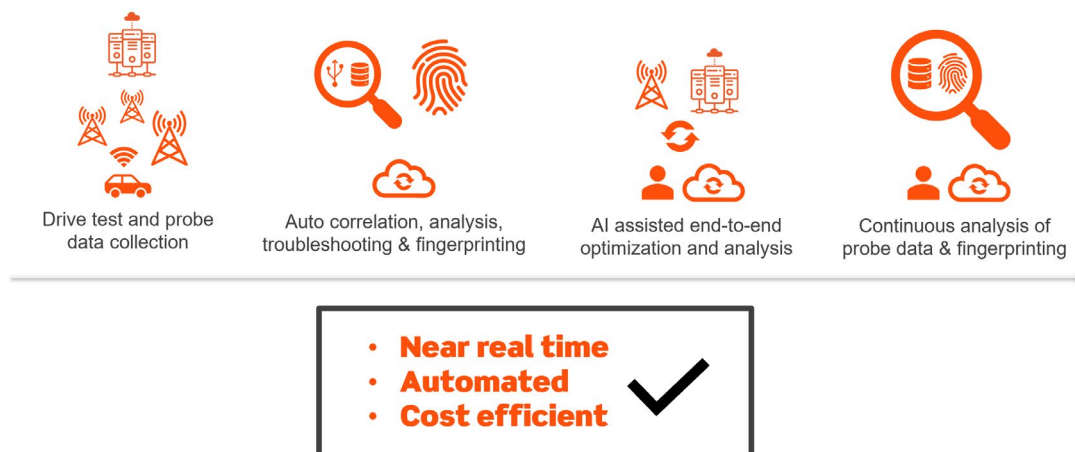 Drive test and probe
data collection
Auto correlation, analysis,
troubleshooting & fingerprinting
AI assisted end-to-end
optimization and analysis
Continuous analysis of
probe data & fingerprinting
• Near real time
• Automated
• Cost efficient